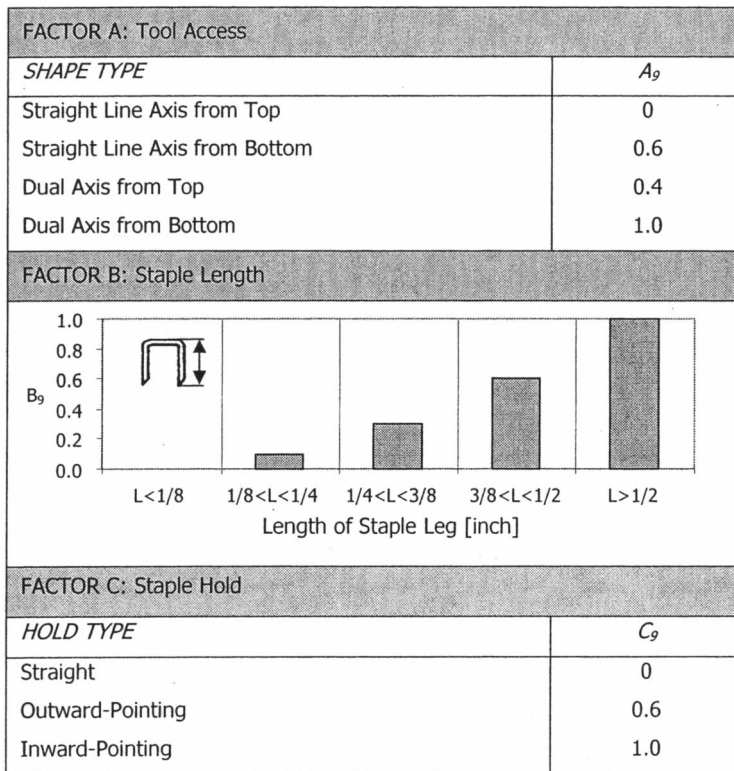 FACTOR A: Tool Access
SHAPE TYPE A9
Straight Line Axis from Top 0
Straight Line Axis from Bottom 0.6
Dual Axis from Top 0.4
Dual Axis from Bottom 1.0
FACTOR B: Staple Length
1.0
0.8
0.6
B9
0.4
0.2
0.0
L<1/8 1/8<L<1/4 1/4<L<3/8 3/8<L<1/2 L>1/2
Length of Staple Leg [inch]
FACTOR C: Staple Hold
HOLD TYPE C9
Straight 0
Outward-Pointing 0.6
Inward-Pointing 1.0